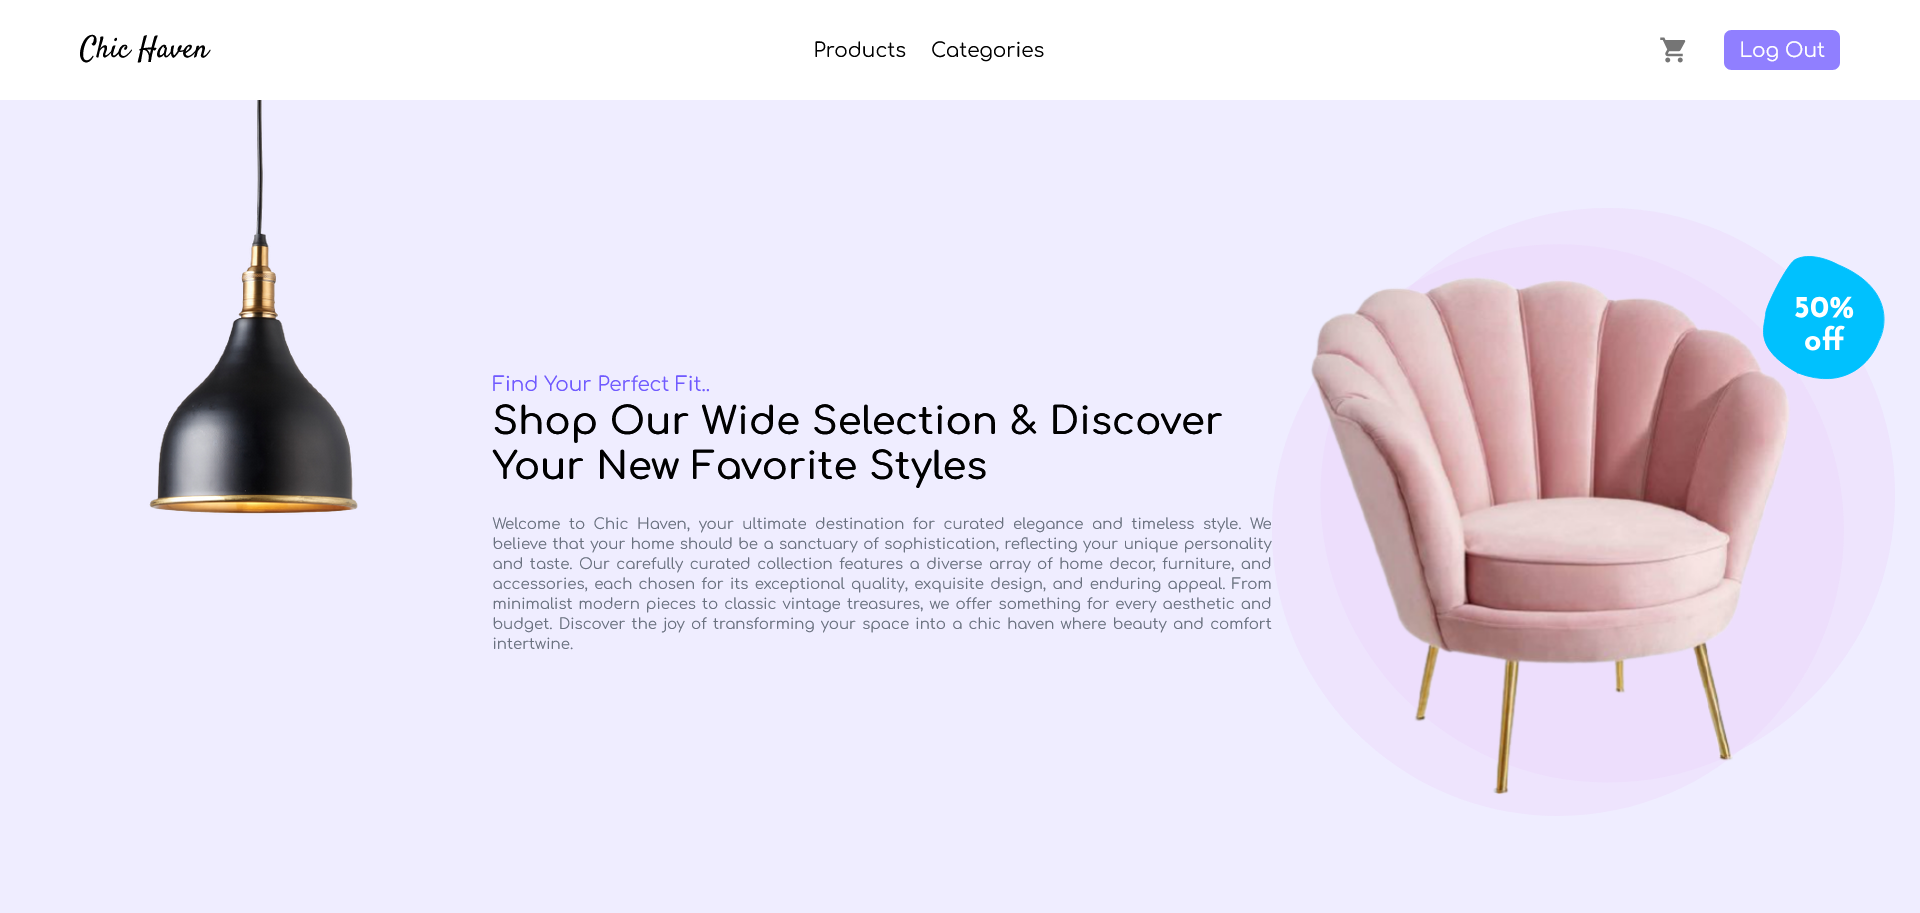 Chic Haven
Products Categories
Log Out
50%
off
Find Your Perfect Fit..
Shop Our Wide Selection & Discover
Your New Favorite Styles
Welcome to Chic Haven, your ultimate destination for curated elegance and timeless style. We
believe that your home should be a sanctuary of sophistication, reflecting your unique personality
and taste. Our carefully curated collection features a diverse array of home decor, furniture, and
accessories, each chosen for its exceptional quality, exquisite design, and enduring appeal. From
minimalist modern pieces to classic vintage treasures, we offer something for every aesthetic and
budget. Discover the joy of transforming your space into a chic haven where beauty and comfort
intertwine.